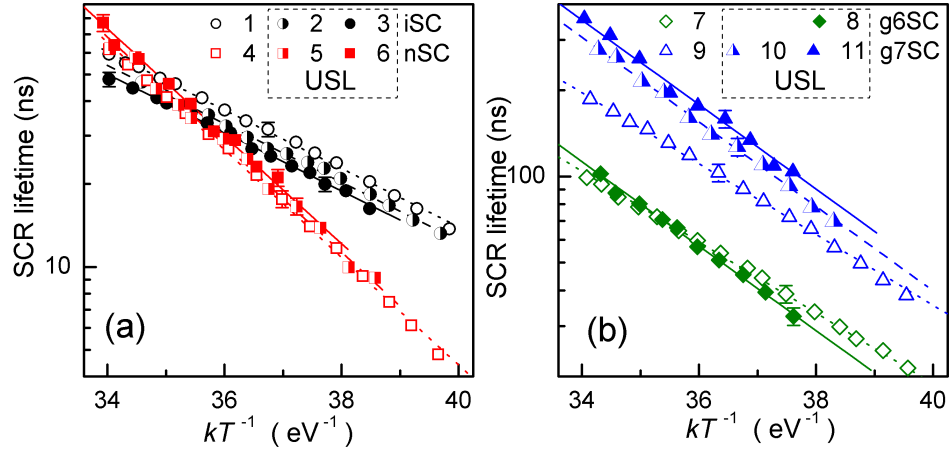 1 2 3 iSC
4 5 6 nSC
USL
SCR lifetime (ns)
10
(a)
34 36 38 40
kT⁻¹ ( eV⁻¹)
7 8 g6SC
9 10 11 g7SC
USL
SCR lifetime (ns)
100
(b)
34 36 38 40
kT⁻¹ ( eV⁻¹)